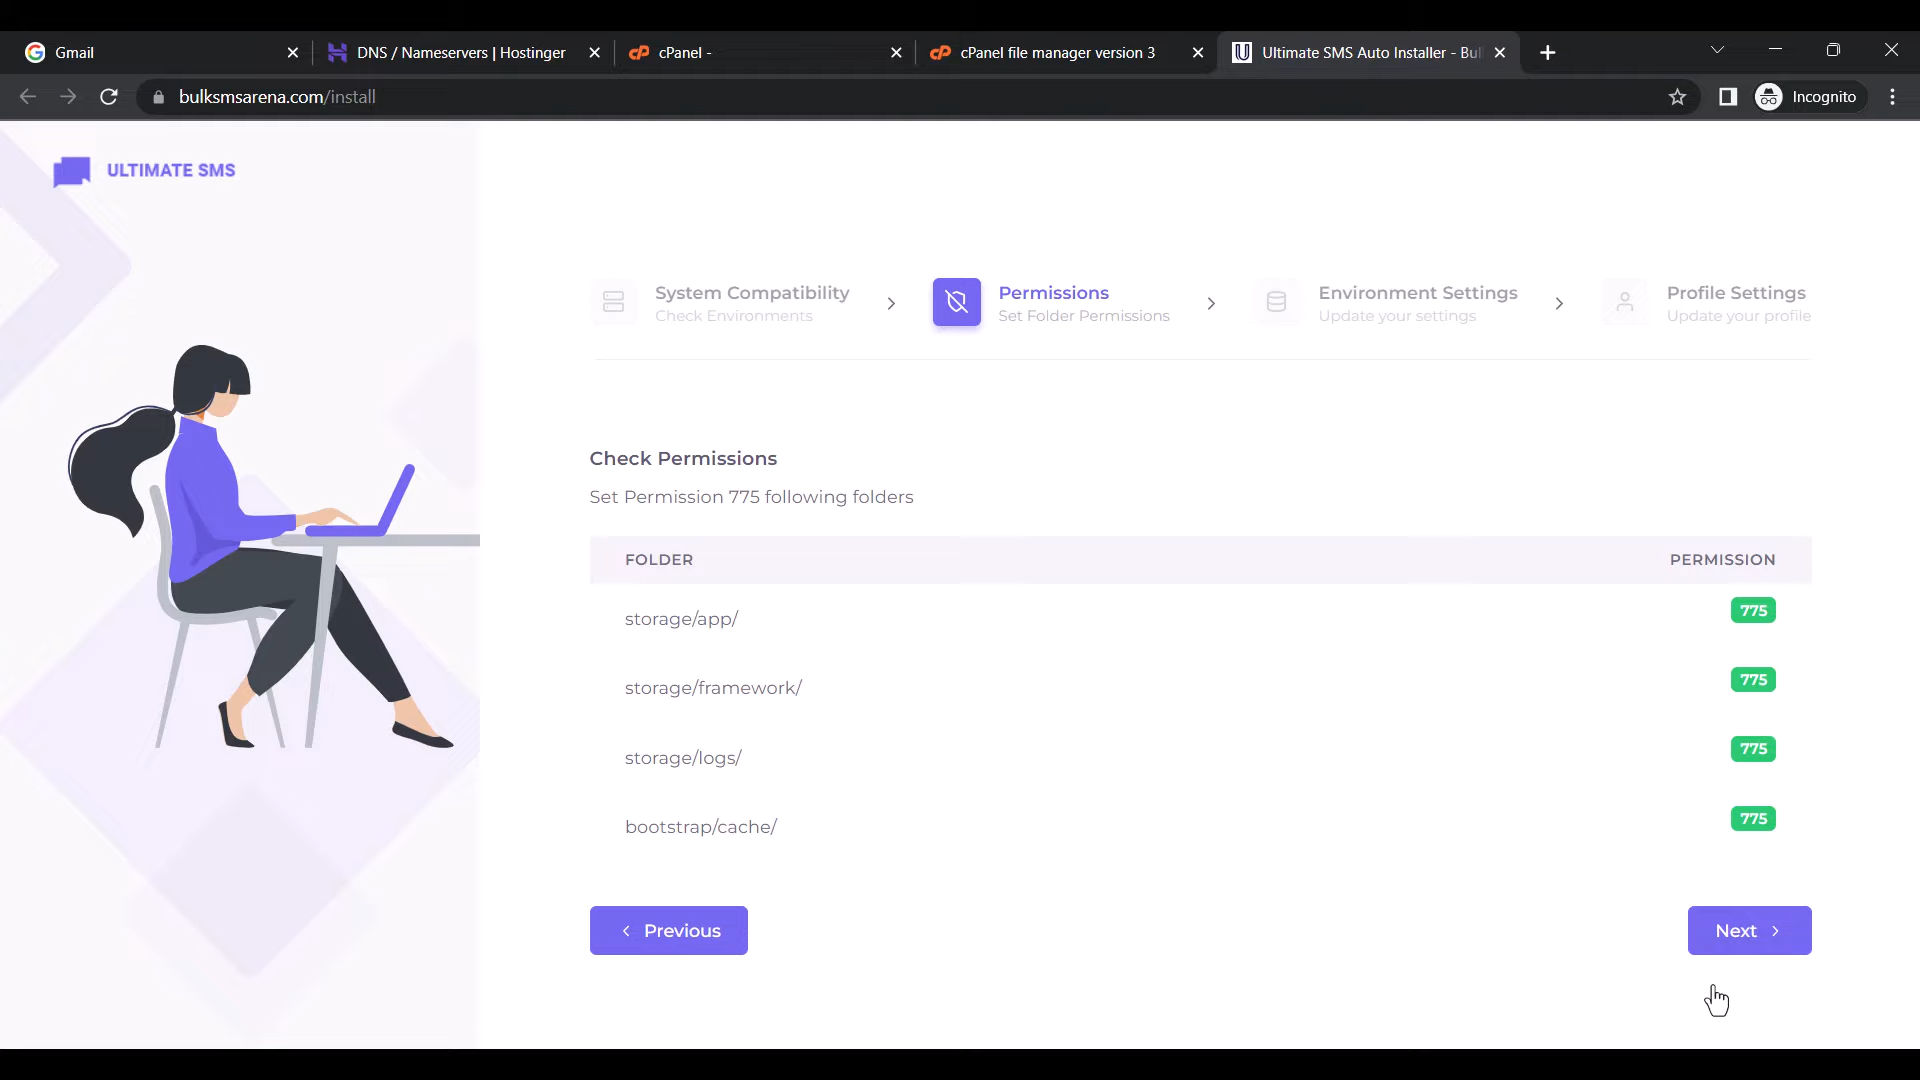 Gmail
DNS / Nameservers | Hostinger
cPanel -
cPanel file manager version 3
Ultimate SMS Auto Installer - Bul
bulksmsarena.com/install
Incognito
ULTIMATE SMS
System Compatibility
Check Environments
Permissions
Set Folder Permissions
Environment Settings
Update your settings
Profile Settings
Update your profile
Check Permissions
Set Permission 775 following folders
FOLDER PERMISSION
storage/app/ 775
storage/framework/ 775
storage/logs/ 775
bootstrap/cache/ 775
Previous
Next